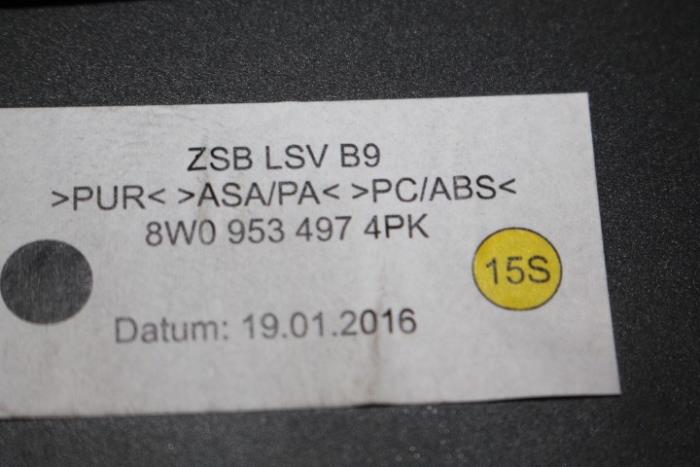 ZSB LSV B9
>PUR< >ASA/PA< >PC/ABS<
8W0 953 497 4PK
15S
Datum: 19.01.2016